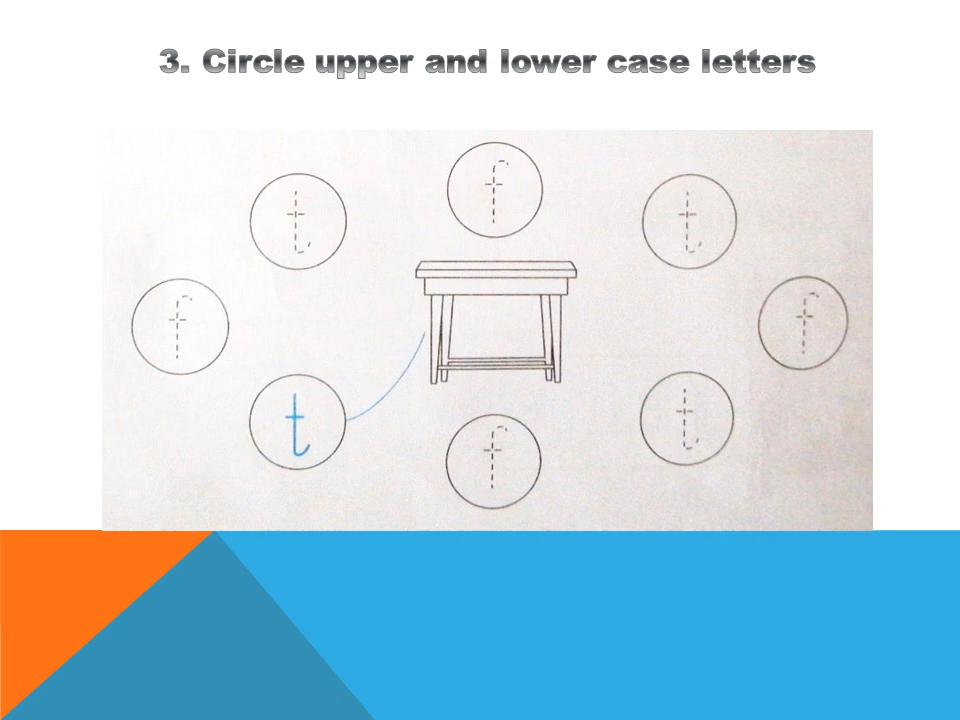 3. Circle upper and lower case letters
f
t t
f f
t t
f